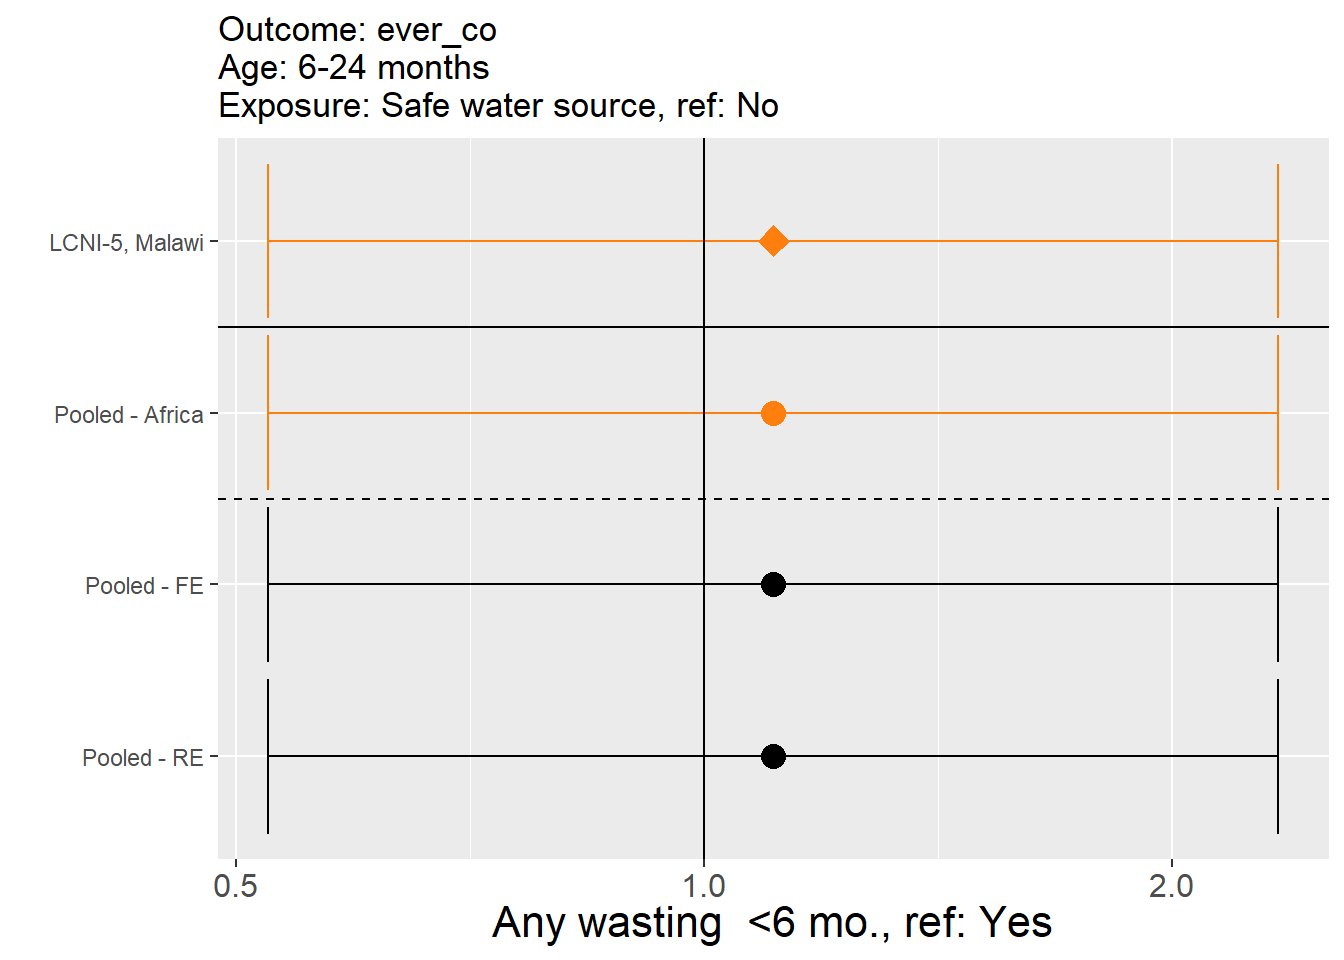 Outcome: ever_co
Age: 6-24 months
Exposure: Safe water source, ref: No
LCNI-5, Malawi
Pooled - Africa
Pooled - FE
Pooled - RE
0.5 1.0 2.0
Any wasting  <6 mo., ref: Yes